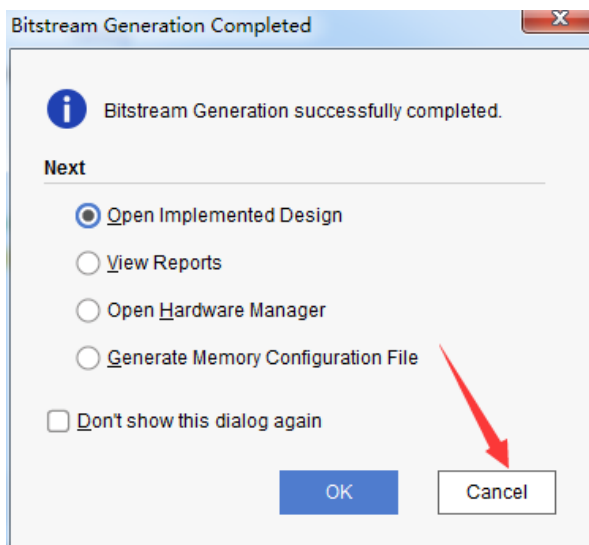 Bitstream Generation Completed
Bitstream Generation successfully completed.
Next
Open Implemented Design
View Reports
Open Hardware Manager
Generate Memory Configuration File
Don't show this dialog again
OK
Cancel